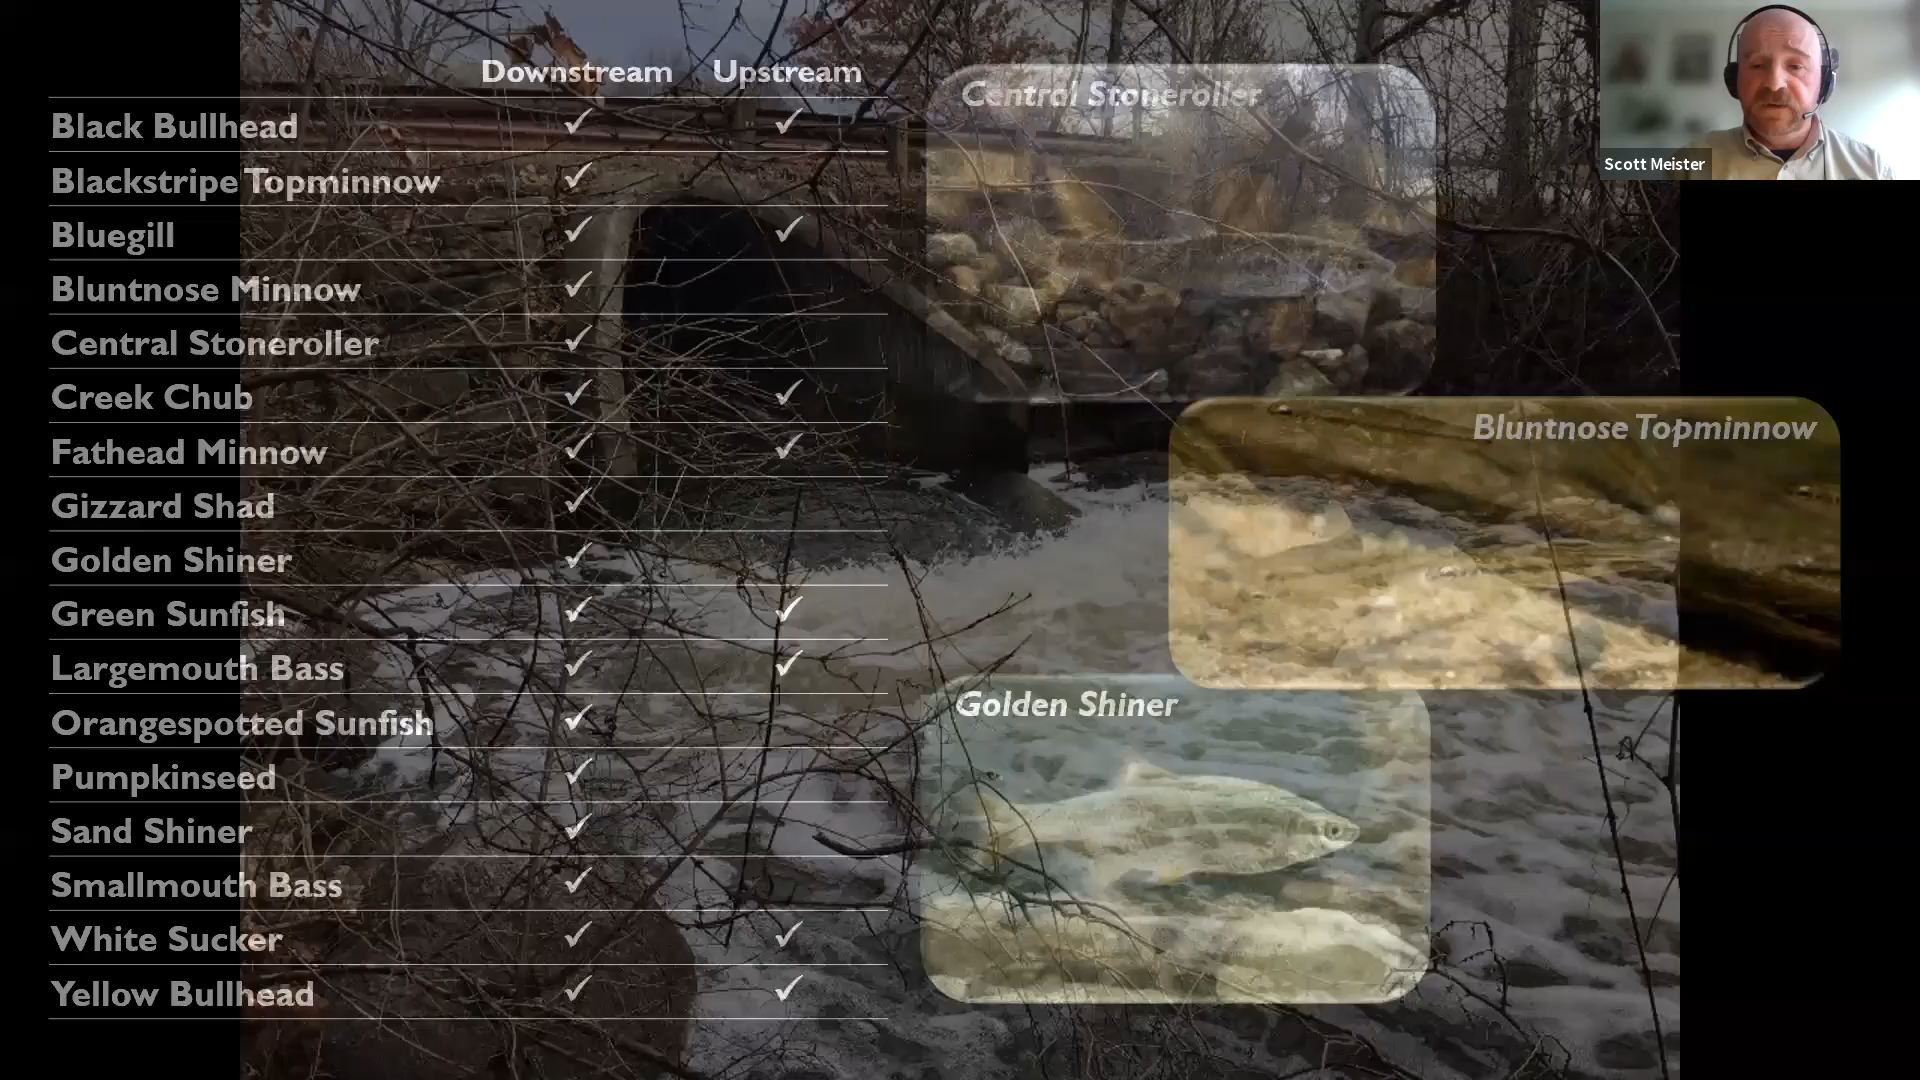 Downstream Upstream
Black Bullhead ✓ ✓
Blackstripe Topminnow ✓
Bluegill ✓ ✓
Bluntnose Minnow ✓
Central Stoneroller ✓
Creek Chub ✓ ✓
Fathead Minnow ✓ ✓
Gizzard Shad ✓
Golden Shiner ✓
Green Sunfish ✓ ✓
Largemouth Bass ✓ ✓
Orangespotted Sunfish ✓
Pumpkinseed ✓
Sand Shiner ✓
Smallmouth Bass ✓
White Sucker ✓ ✓
Yellow Bullhead ✓ ✓
Central Stoneroller
Bluntnose Topminnow
Golden Shiner
Scott Meister